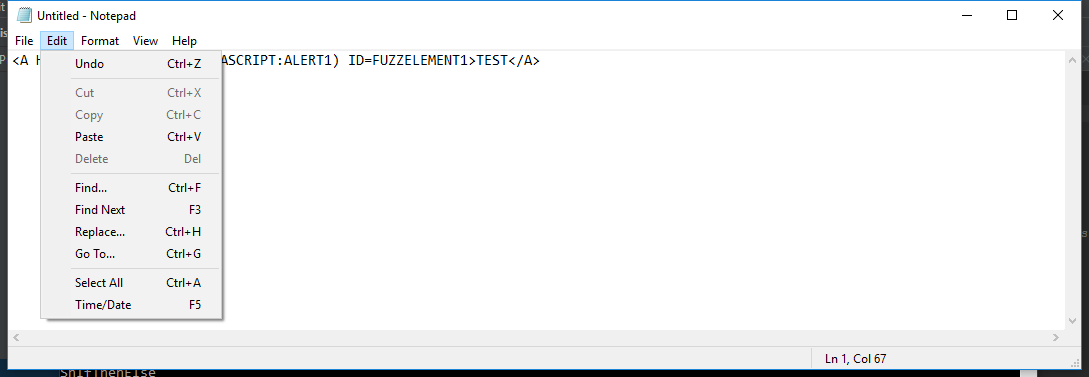 Untitled - Notepad
File Edit Format View Help
<A H ASCRIPT:ALERT1) ID=FUZZELEMENT1>TEST</A>
Undo Ctrl+Z
Cut Ctrl+X
Copy Ctrl+C
Paste Ctrl+V
Delete Del
Find... Ctrl+F
Find Next F3
Replace... Ctrl+H
Go To... Ctrl+G
Select All Ctrl+A
Time/Date F5
Ln 1, Col 67
ShifThenElse